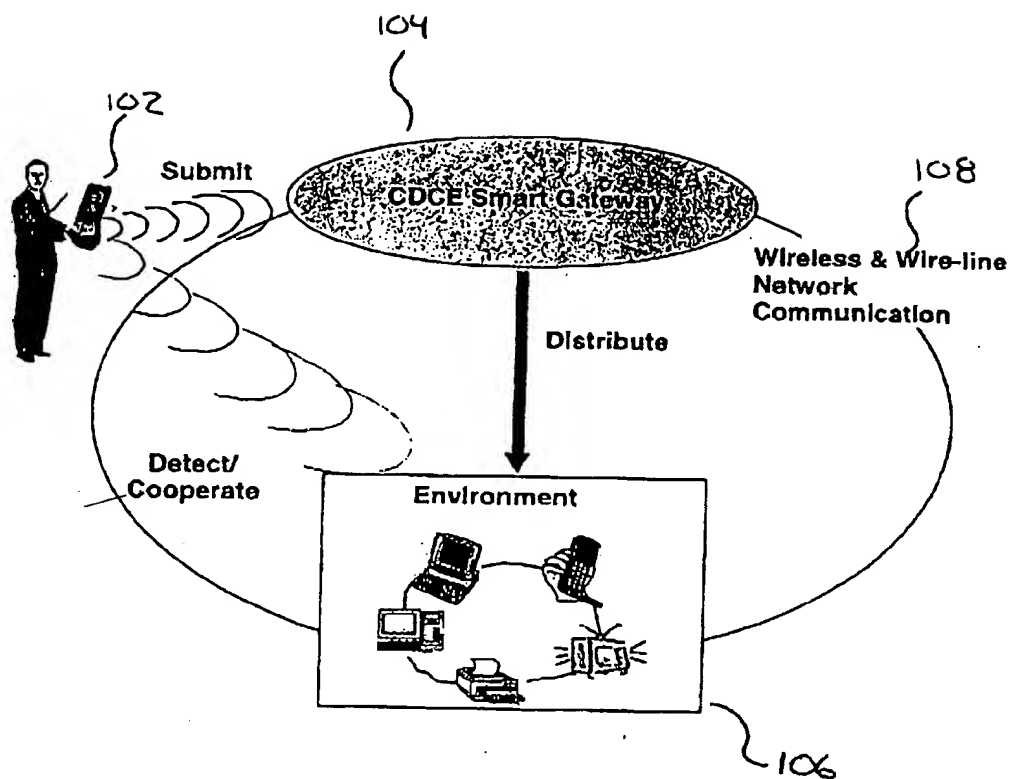 104
102
Submit
CDCE Smart Gateway
108
Wireless & Wire-line
Network
Communication
Distribute
Detect/
Cooperate
Environment
106